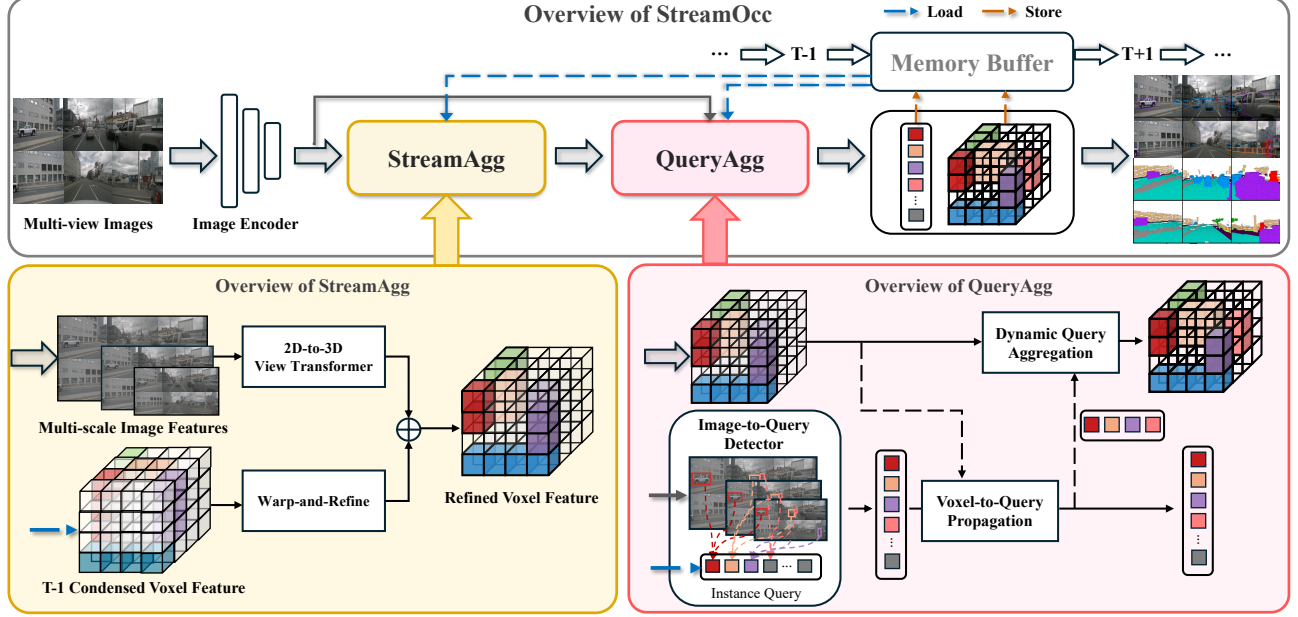 Overview of StreamOcc
Load
Store
··· T-1 Memory Buffer T+1 ···
StreamAgg
QueryAgg
Multi-view Images
Image Encoder
Overview of StreamAgg
2D-to-3D
View Transformer
Multi-scale Image Features
Warp-and-Refine
Refined Voxel Feature
T-1 Condensed Voxel Feature
Overview of QueryAgg
Dynamic Query
Aggregation
Image-to-Query
Detector
Voxel-to-Query
Propagation
Instance Query